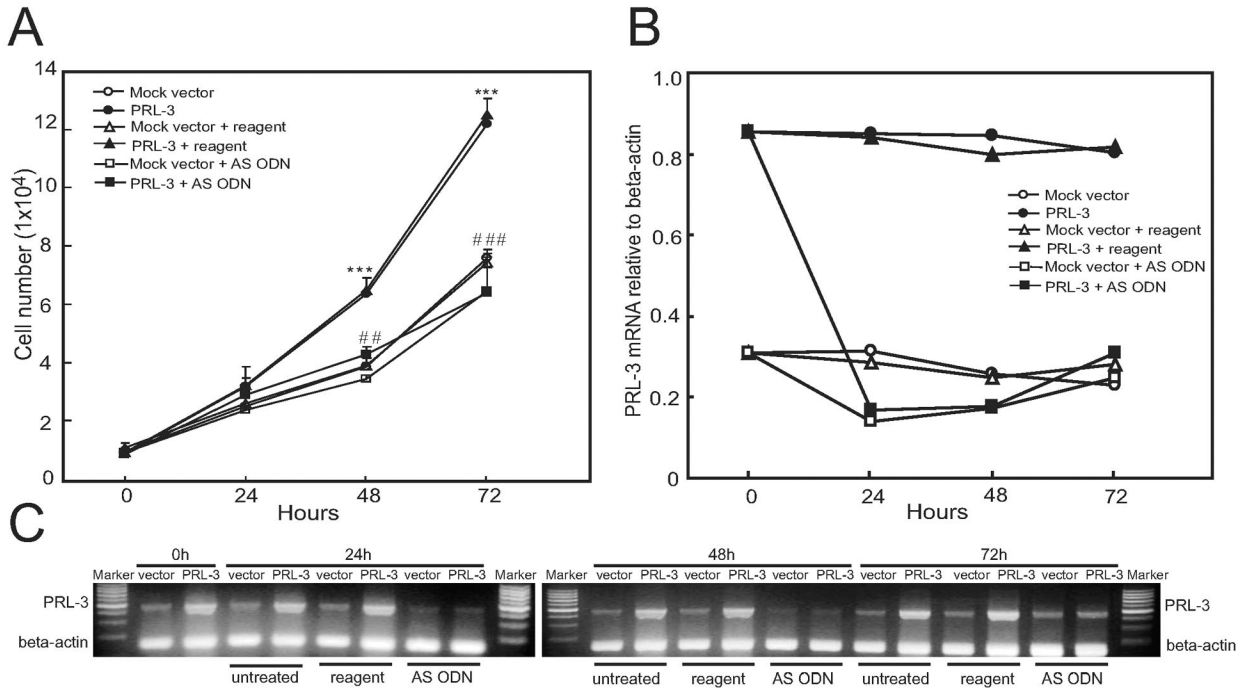 A
14
12
10
8
6
4
2
0
Cell number (1x10⁴)
Mock vector
PRL-3
Mock vector + reagent
PRL-3 + reagent
Mock vector + AS ODN
PRL-3 + AS ODN
***
***
##
###
0 24 48 72
Hours
B
1.0
0.8
0.6
0.4
0.2
0
PRL-3 mRNA relative to beta-actin
Mock vector
PRL-3
Mock vector + reagent
PRL-3 + reagent
Mock vector + AS ODN
PRL-3 + AS ODN
0 24 48 72
Hours
C
0h 24h 48h 72h
Marker vector PRL-3 vector PRL-3 vector PRL-3 vector PRL-3 Marker Marker vector PRL-3 vector PRL-3 vector PRL-3 vector PRL-3 vector PRL-3 vector PRL-3 Marker
PRL-3 PRL-3
beta-actin beta-actin
untreated reagent AS ODN untreated reagent AS ODN untreated reagent AS ODN